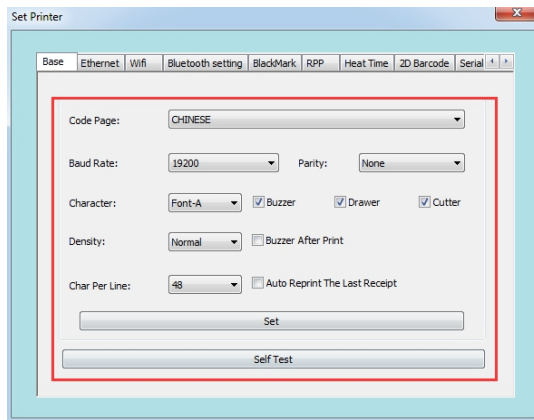 Set Printer
Base Ethernet Wifi Bluetooth setting BlackMark RPP Heat Time 2D Barcode Serial
Code Page: CHINESE
Baud Rate: 19200 Parity: None
Character: Font-A Buzzer Drawer Cutter
Density: Normal Buzzer After Print
Char Per Line: 48 Auto Reprint The Last Receipt
Set
Self Test